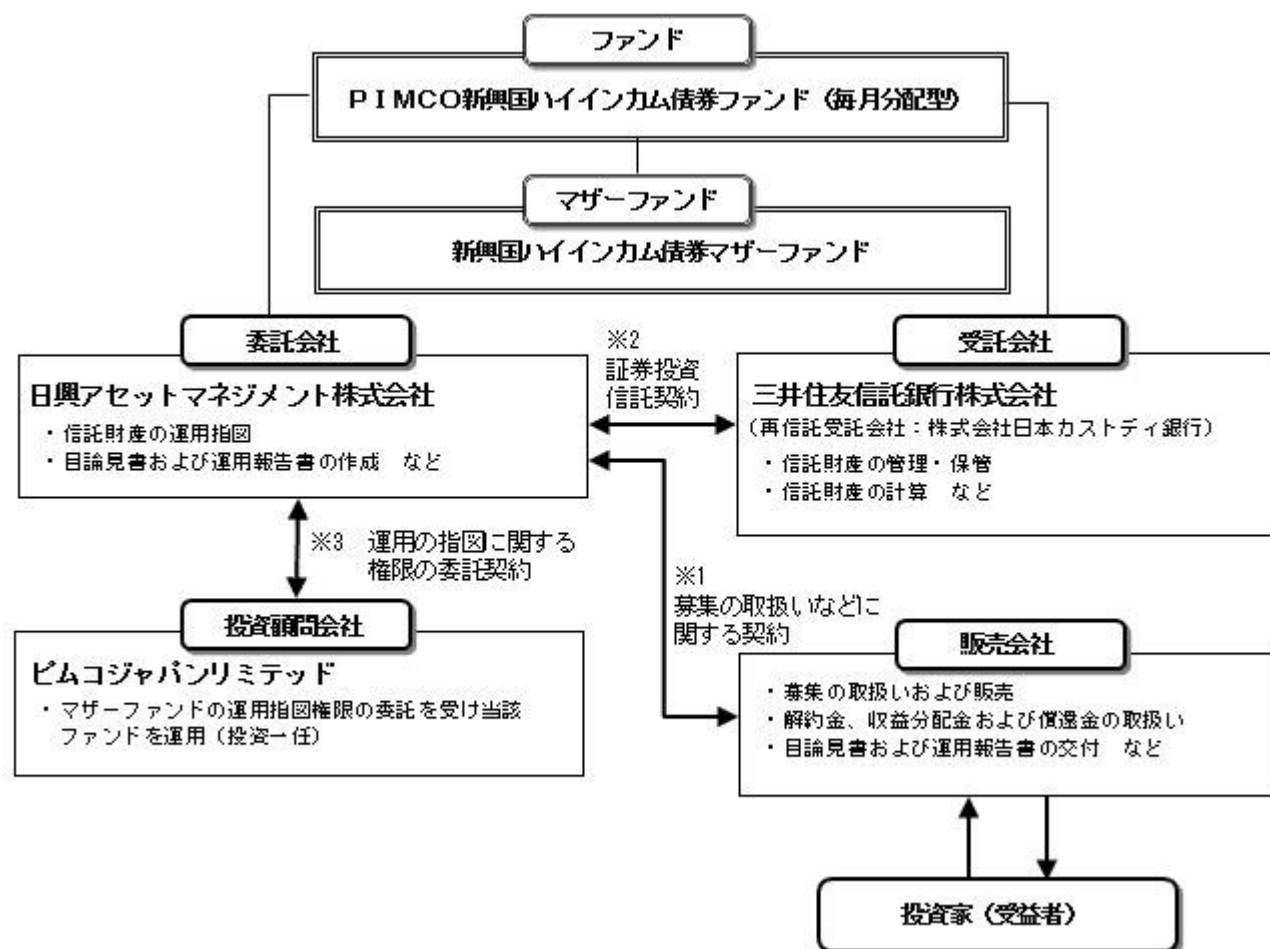 ファンド
PIMCO新興国ハイインカム債券ファンド(毎月分配型)
マザーファンド
新興国ハイインカム債券マザーファンド
委託会社
日興アセットマネジメント株式会社
・信託財産の運用指図
・目論見書および運用報告書の作成 など
※2
証券投資
信託契約
受託会社
三井住友信託銀行株式会社
(再信託受託会社:株式会社日本カストディ銀行)
・信託財産の管理・保管
・信託財産の計算 など
※3 運用の指図に関する
権限の委託契約
※1
募集の取扱いなどに
関する契約
投資顧問会社
ピムコジャパンリミテッド
・マザーファンドの運用指図権限の委託を受け当該
ファンドを運用(投資一任)
販売会社
・募集の取扱いおよび販売
・解約金、収益分配金および償還金の取扱い
・目論見書および運用報告書の交付 など
投資家(受益者)